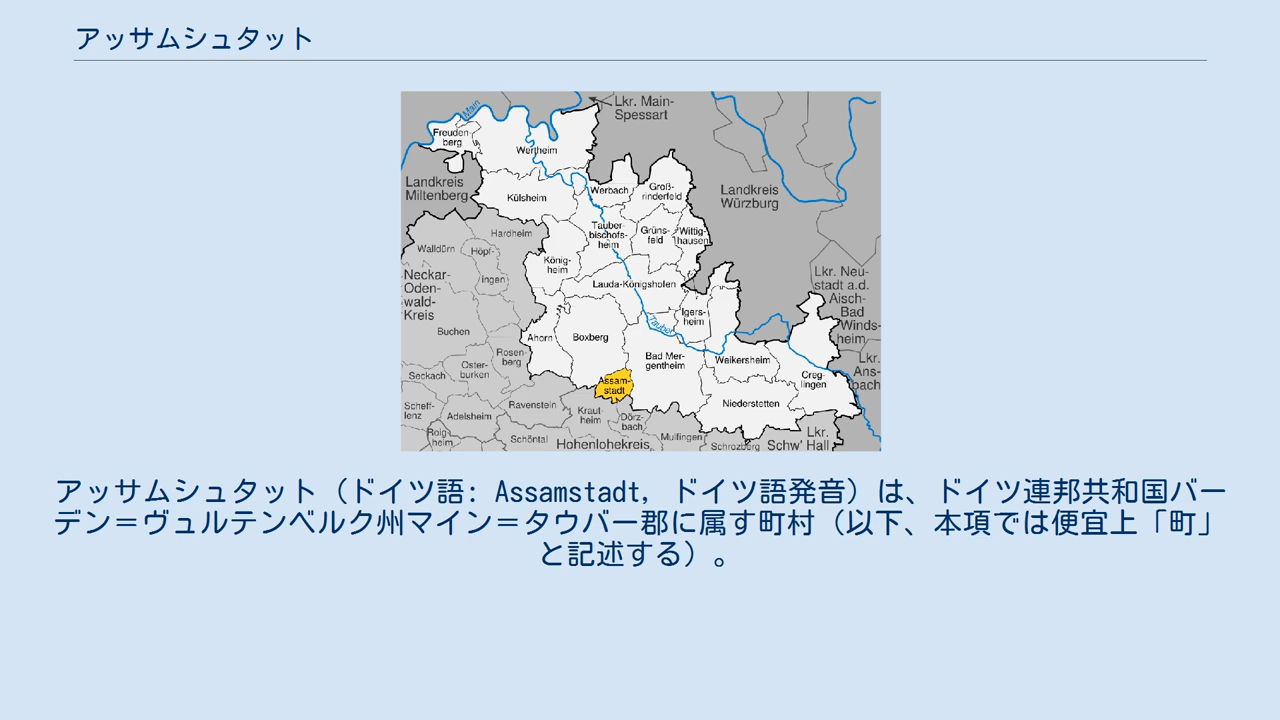 アッサムシュタット
Main
Lkr. Main-
Spessart
Freuden-
berg
Wertheim
Landkreis
Miltenberg
Külsheim
Werbach
Groß-
rinderfeld
Landkreis
Würzburg
Hardheim
Tauber-
bischofs-
heim
Grüns-
feld
Wittig-
hausen
Walldürn
Höpf-
ingen
König-
heim
Neckar-
Oden-
wald-
Kreis
Lauda-Königshofen
Lkr. Neu-
stadt a.d.
Aisch-
Bad
Winds-
heim
Igers-
heim
Tauber
Buchen
Ahorn
Boxberg
Rosen-
berg
Bad Mer-
gentheim
Weikersheim
Lkr.
Ans-
bach
Oster-
burken
Seckach
Assam-
stadt
Creg-
lingen
Niederstetten
Scheff-
lenz
Adelsheim
Ravenstein
Kraut-
heim
Dörz-
bach
Roig-
heim
Schöntal
Hohenlohekreis
Mulfingen
Schrozberg
Lkr.
Schw' Hall
アッサムシュタット（ドイツ語: Assamstadt, ドイツ語発音）は、ドイツ連邦共和国バー
デン＝ヴュルテンベルク州マイン＝タウバー郡に属す町村（以下、本項では便宜上「町」
と記述する）。